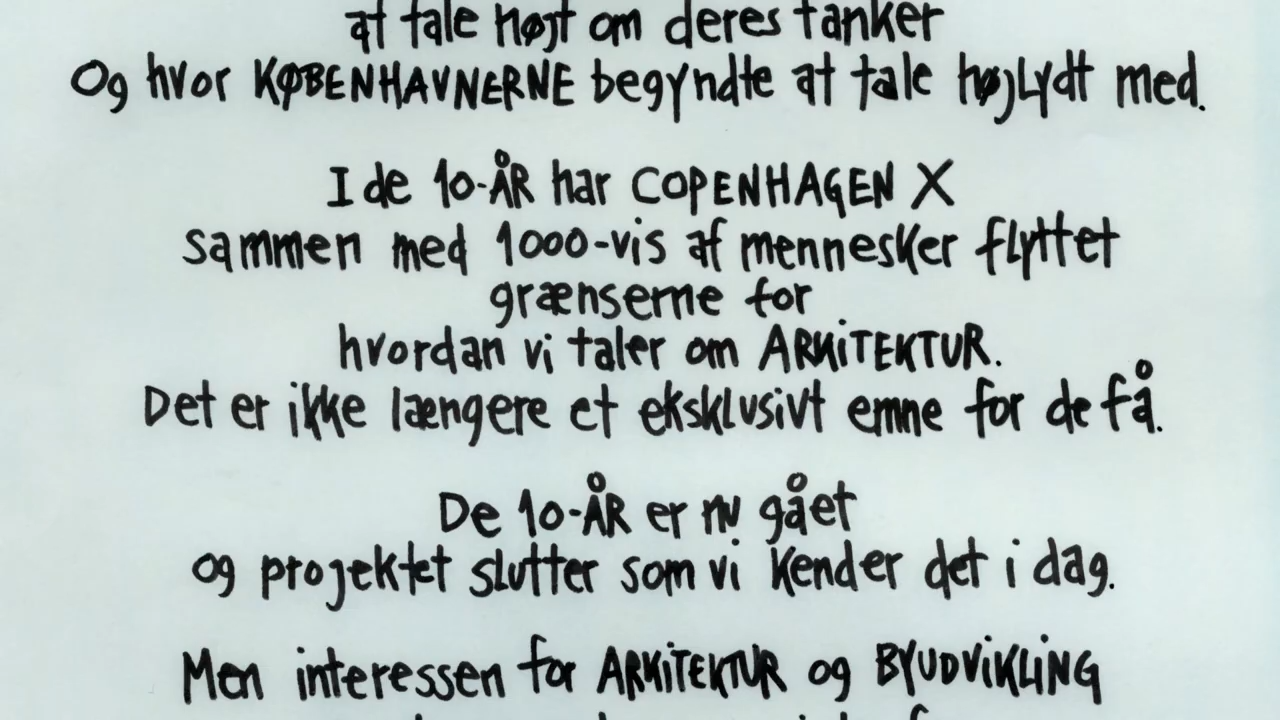 at tale højt om deres tanker
Og hvor KØBENHAVNERNE begyndte at tale højlydt med.
I de 10-ÅR har COPENHAGEN X
sammen med 1000-vis af mennesker flyttet
grænserne for
hvordan vi taler om ARKiTEKTUR.
Det er ikke længere et eksklusivt emne for de få.
De 10-ÅR er nu gået
og projektet slutter som vi kender det i dag.
Men interessen for ARKiTEKTUR og BYUDViKLiNG